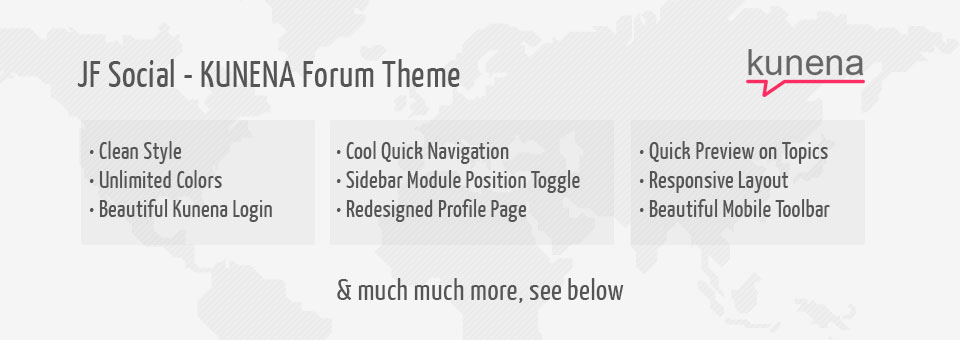 JF Social - KUNENA Forum Theme
kunena
• Clean Style
• Unlimited Colors
• Beautiful Kunena Login
• Cool Quick Navigation
• Sidebar Module Position Toggle
• Redesigned Profile Page
• Quick Preview on Topics
• Responsive Layout
• Beautiful Mobile Toolbar
& much much more, see below